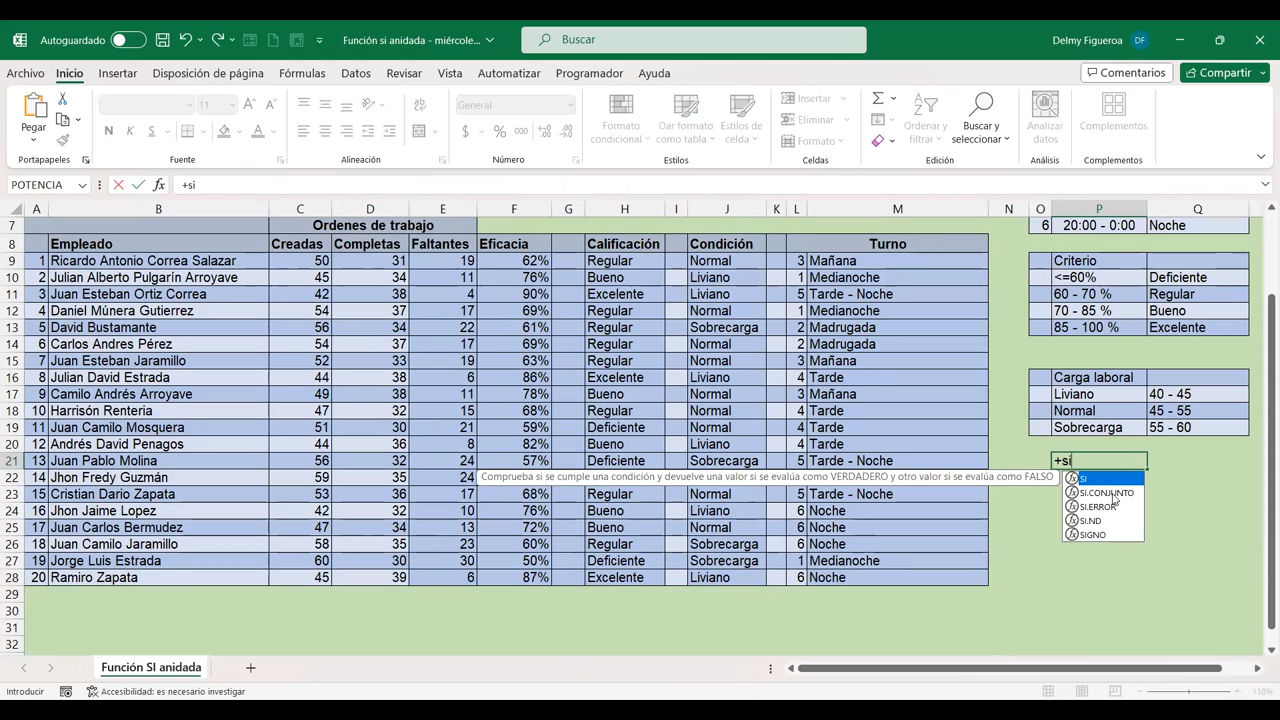 Autoguardado Función si anidada - miércole... Buscar Delmy Figueroa DF
Archivo Inicio Insertar Disposición de página Fórmulas Datos Revisar Vista Automatizar Programador Ayuda Comentarios Compartir
Pegar 11 General Formato condicional Dar formato como tabla Estilos de celda Insertar Eliminar Formato Ordenar y filtrar Buscar y seleccionar Analizar datos Complementos
Portapapeles Fuente Alineación Número Estilos Celdas Edición Análisis Complementos
POTENCIA fx +si
A B C D E F G H I J K L M N O P Q
7 Ordenes de trabajo 6 20:00 - 0:00 Noche
8 Empleado Creadas Completas Faltantes Eficacia Calificación Condición Turno
9 1 Ricardo Antonio Correa Salazar 50 31 19 62% Regular Normal 3 Mañana Criterio
10 2 Julian Alberto Pulgarín Arroyave 45 34 11 76% Bueno Liviano 1 Medianoche <=60% Deficiente
11 3 Juan Esteban Ortiz Correa 42 38 4 90% Excelente Liviano 5 Tarde - Noche 60 - 70 % Regular
12 4 Daniel Múnera Gutierrez 54 37 17 69% Regular Normal 1 Medianoche 70 - 85 % Bueno
13 5 David Bustamante 56 34 22 61% Regular Sobrecarga 2 Madrugada 85 - 100 % Excelente
14 6 Carlos Andres Pérez 54 37 17 69% Regular Normal 2 Madrugada
15 7 Juan Esteban Jaramillo 52 33 19 63% Regular Normal 3 Mañana
16 8 Julian David Estrada 44 38 6 86% Excelente Liviano 4 Tarde Carga laboral
17 9 Camilo Andrés Arroyave 49 38 11 78% Bueno Normal 3 Mañana Liviano 40 - 45
18 10 Harrisón Renteria 47 32 15 68% Regular Normal 4 Tarde Normal 45 - 55
19 11 Juan Camilo Mosquera 51 30 21 59% Deficiente Normal 4 Tarde Sobrecarga 55 - 60
20 12 Andrés David Penagos 44 36 8 82% Bueno Liviano 4 Tarde
21 13 Juan Pablo Molina 56 32 24 57% Deficiente Sobrecarga 5 Tarde - Noche +si
22 14 Jhon Fredy Guzmán 59 35 24 Comprueba si se cumple una condición y devuelve una valor si se evalúa como VERDADERO y otro valor si se evalúa como FALSO SI
23 15 Cristian Dario Zapata 56 38 18 68% Regular Sobrecarga 5 Tarde - Noche SI.CONJUNTO
SI.ERROR
24 16 Jhon Jaime Lopez 42 32 10 76% Bueno Liviano 6 Noche
SI.ND
25 17 Juan Carlos Bermudez 47 34 13 72% Bueno Normal 6 Noche
SIGNO
26 18 Juan Camilo Jaramillo 58 35 23 60% Regular Sobrecarga 6 Noche
27 19 Jorge Luis Estrada 60 30 30 50% Deficiente Sobrecarga 1 Medianoche
28 20 Ramiro Zapata 45 39 6 87% Excelente Liviano 6 Noche
29
30
31
32
Función SI anidada
Introducir Accesibilidad: es necesario investigar 110%